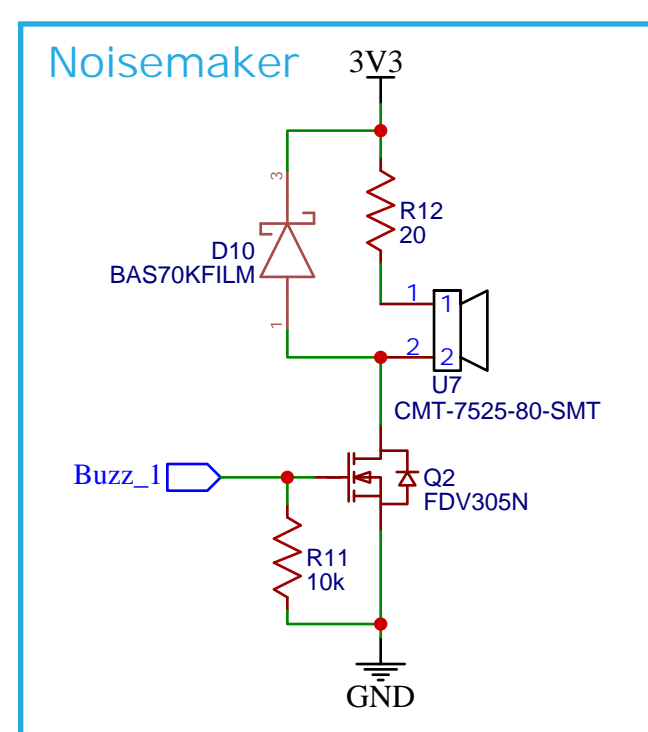 Noisemaker
3V3
3
R12
20
D10
BAS70KFILM
1
1
1
2
2
U7
CMT-7525-80-SMT
Buzz_1
Q2
FDV305N
R11
10k
GND